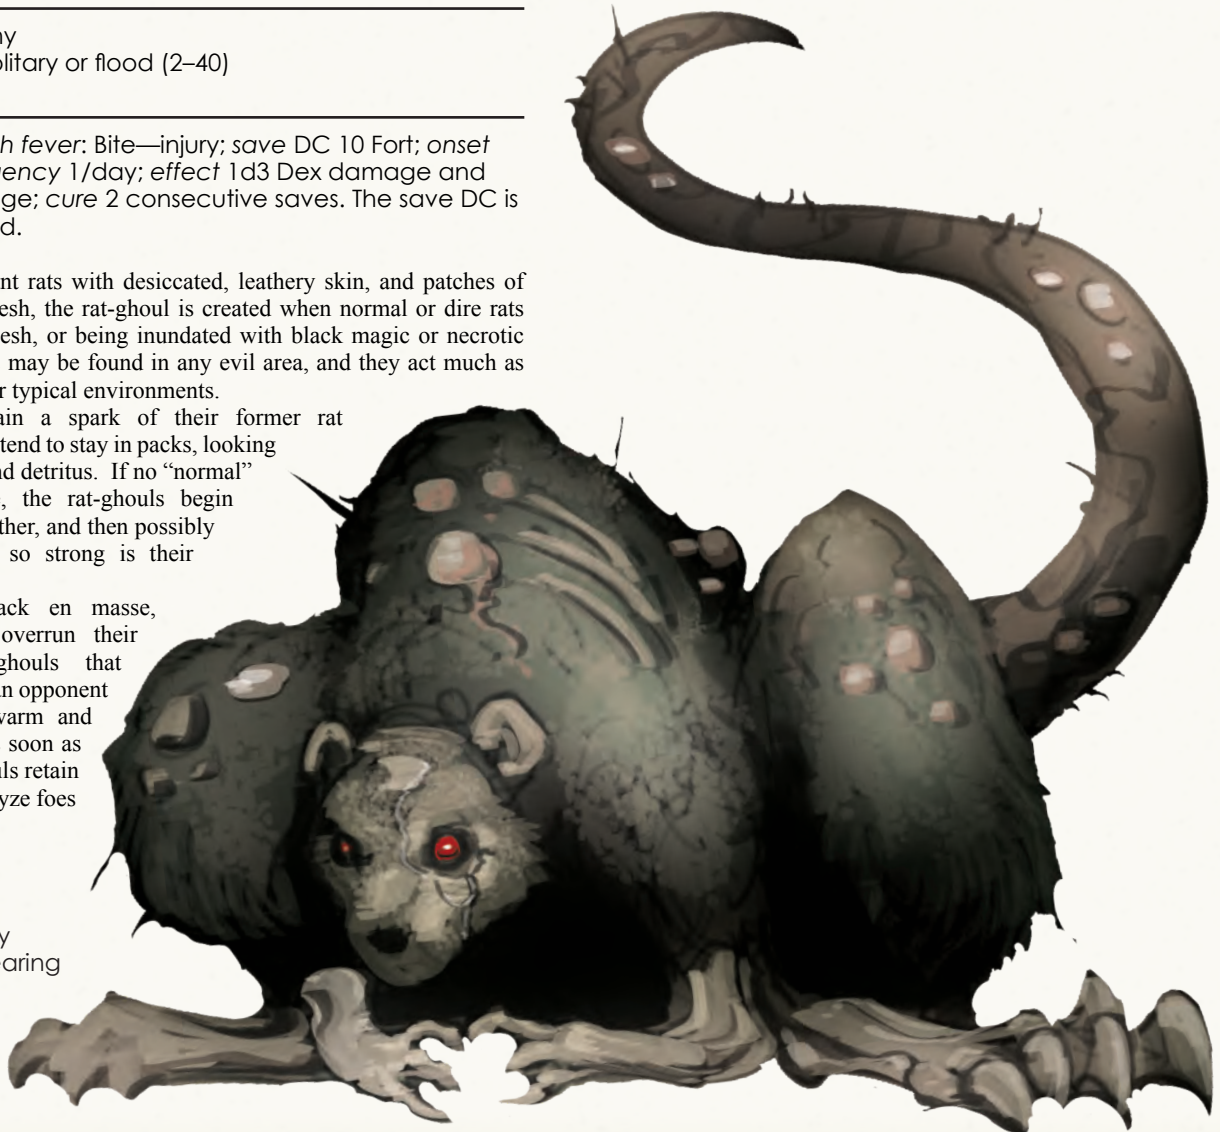 ny
olitary or flood (2–40)
h fever: Bite—injury; save DC 10 Fort; onset
uency 1/day; effect 1d3 Dex damage and
ge; cure 2 consecutive saves. The save DC is
d.
nt rats with desiccated, leathery skin, and patches of
esh, the rat-ghoul is created when normal or dire rats
esh, or being inundated with black magic or necrotic
may be found in any evil area, and they act much as
r typical environments.
ain a spark of their former rat
tend to stay in packs, looking
nd detritus. If no “normal”
, the rat-ghouls begin
ther, and then possibly
so strong is their
ack en masse,
overrun their
ghouls that
an opponent
warm and
soon as
uls retain
yze foes
y
earing